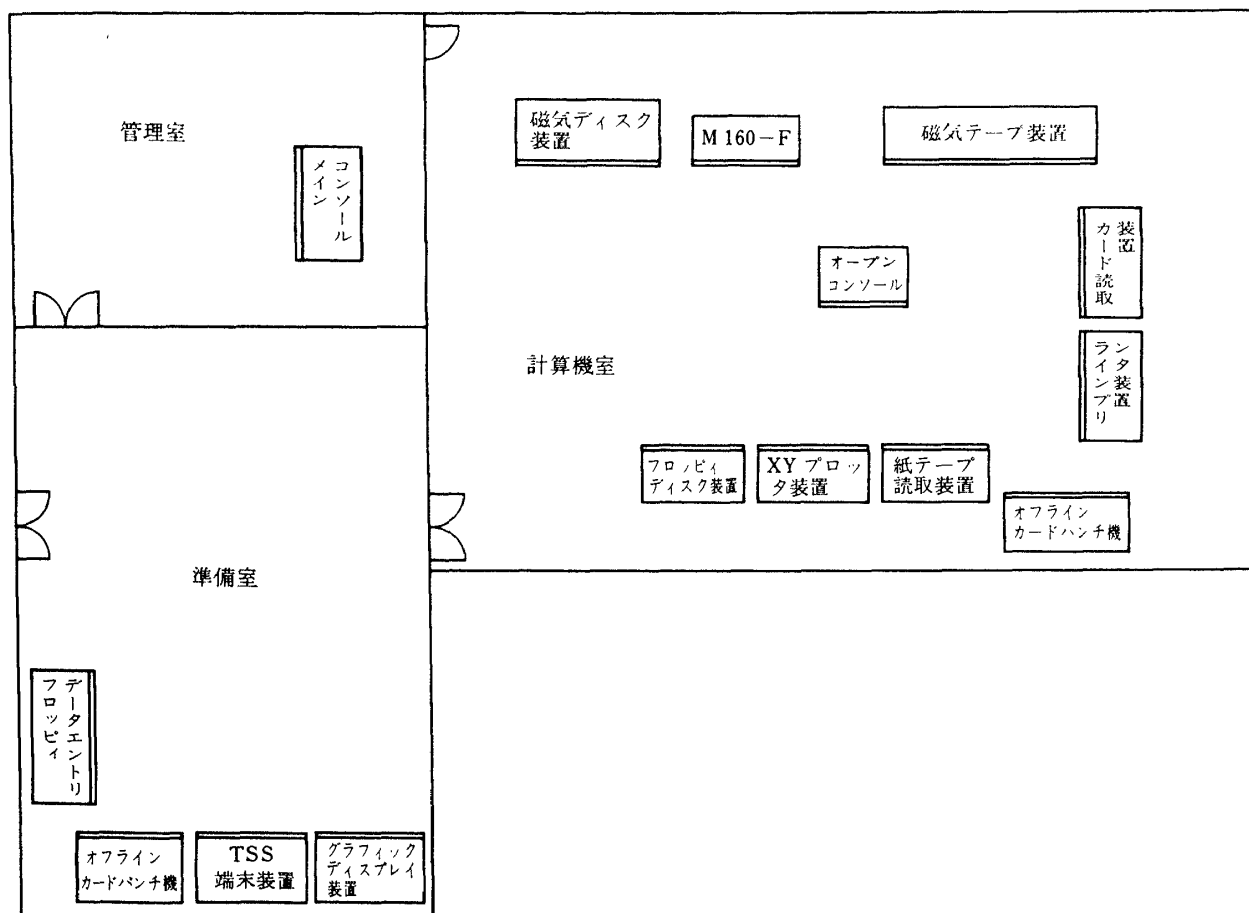 管理室
メイン
コンソール
磁気ディスク
装置
M160-F
磁気テープ装置
カード読取
装置
オープン
コンソール
ラインプリ
ンタ装置
計算機室
フロッピィ
ディスク装置
XYプロッ
タ装置
紙テープ
読取装置
オフライン
カードパンチ機
準備室
フロッピィ
データエントリ
オフライン
カードパンチ機
TSS
端末装置
グラフィック
ディスプレイ
装置